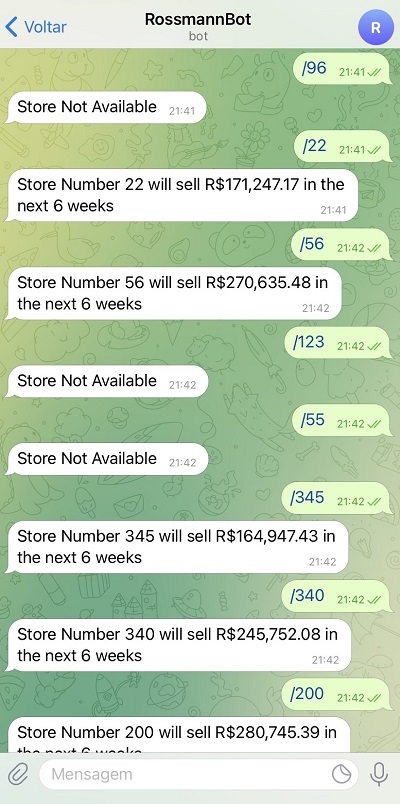 Voltar
RossmannBot
bot
R
/96 21:41
Store Not Available 21:41
/22 21:41
Store Number 22 will sell R$171,247.17 in the
next 6 weeks 21:41
/56 21:42
Store Number 56 will sell R$270,635.48 in
the next 6 weeks 21:42
/123 21:42
Store Not Available 21:42
/55 21:42
Store Not Available 21:42
/345 21:42
Store Number 345 will sell R$164,947.43 in
the next 6 weeks 21:42
/340 21:42
Store Number 340 will sell R$245,752.08 in
the next 6 weeks 21:42
/200 21:42
Store Number 200 will sell R$280,745.39 in
the next 6 weeks
Mensagem